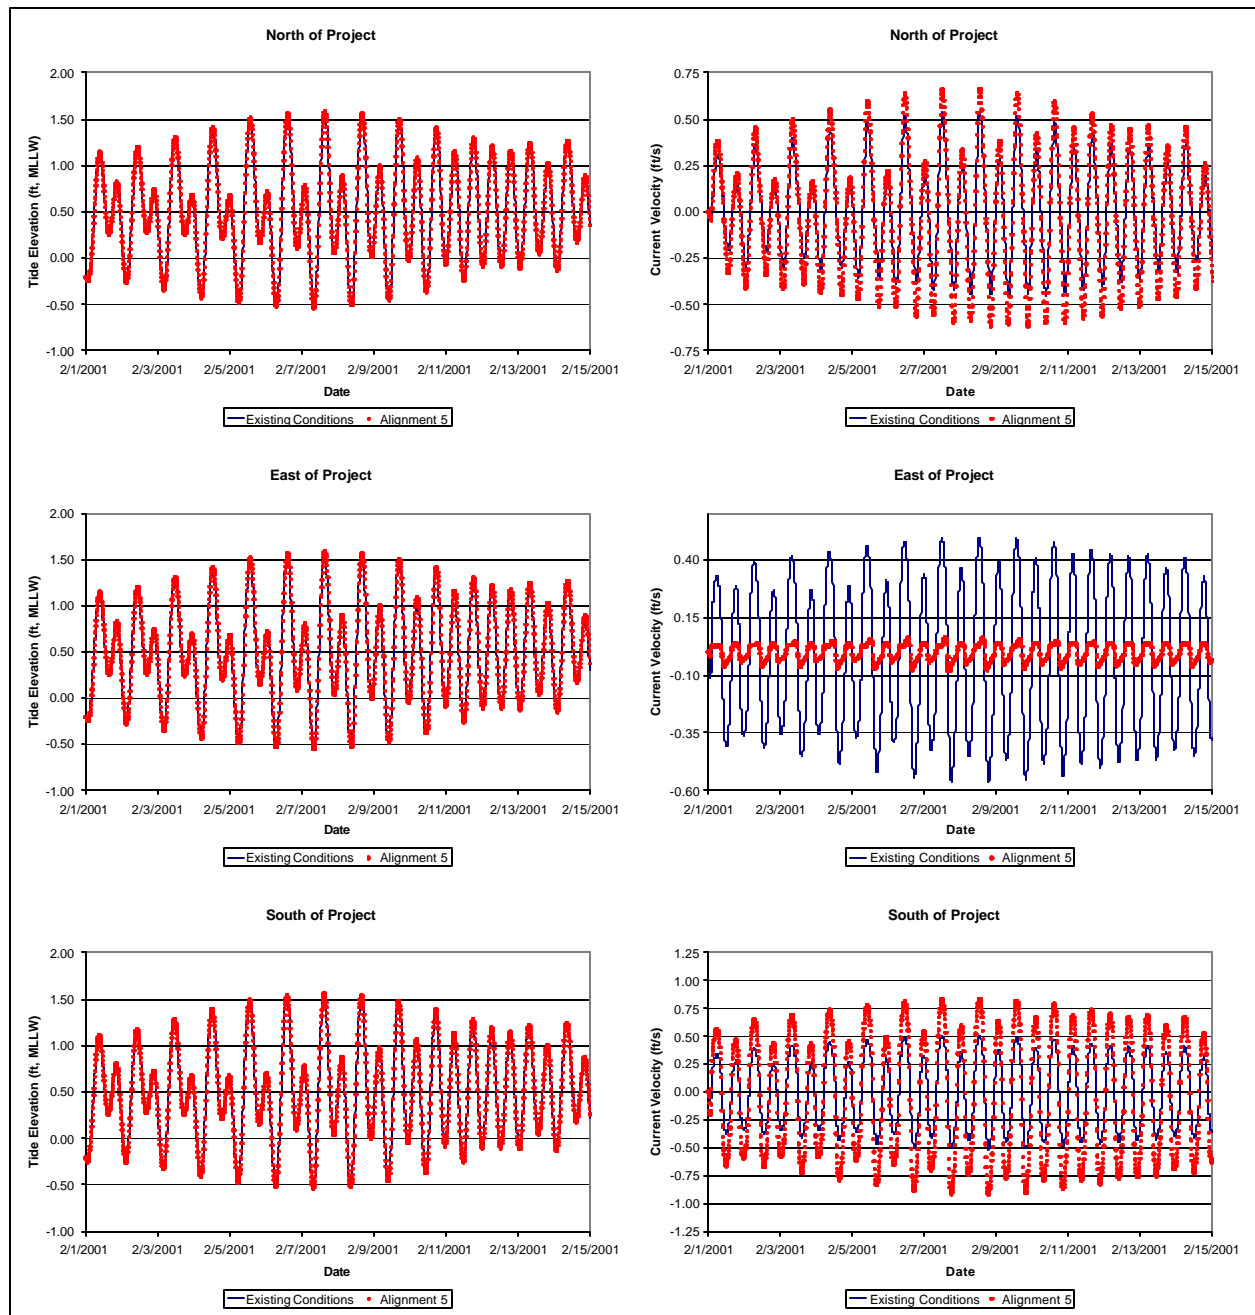 North of Project
2.00
1.50
1.00
0.50
0.00
-0.50
-1.00
Tide Elevation (ft, MLLW)
2/1/2001 2/3/2001 2/5/2001 2/7/2001 2/9/2001 2/11/2001 2/13/2001 2/15/2001
Date
Existing Conditions Alignment 5
North of Project
0.75
0.50
0.25
0.00
-0.25
-0.50
-0.75
Current Velocity (ft/s)
2/1/2001 2/3/2001 2/5/2001 2/7/2001 2/9/2001 2/11/2001 2/13/2001 2/15/2001
Date
Existing Conditions Alignment 5
East of Project
2.00
1.50
1.00
0.50
0.00
-0.50
-1.00
Tide Elevation (ft, MLLW)
2/1/2001 2/3/2001 2/5/2001 2/7/2001 2/9/2001 2/11/2001 2/13/2001 2/15/2001
Date
Existing Conditions Alignment 5
East of Project
0.40
0.15
-0.10
-0.35
-0.60
Current Velocity (ft/s)
2/1/2001 2/3/2001 2/5/2001 2/7/2001 2/9/2001 2/11/2001 2/13/2001 2/15/2001
Date
Existing Conditions Alignment 5
South of Project
2.00
1.50
1.00
0.50
0.00
-0.50
-1.00
Tide Elevation (ft, MLLW)
2/1/2001 2/3/2001 2/5/2001 2/7/2001 2/9/2001 2/11/2001 2/13/2001 2/15/2001
Date
Existing Conditions Alignment 5
South of Project
1.25
1.00
0.75
0.50
0.25
0.00
-0.25
-0.50
-0.75
-1.00
-1.25
Current Velocity (ft/s)
2/1/2001 2/3/2001 2/5/2001 2/7/2001 2/9/2001 2/11/2001 2/13/2001 2/15/2001
Date
Existing Conditions Alignment 5